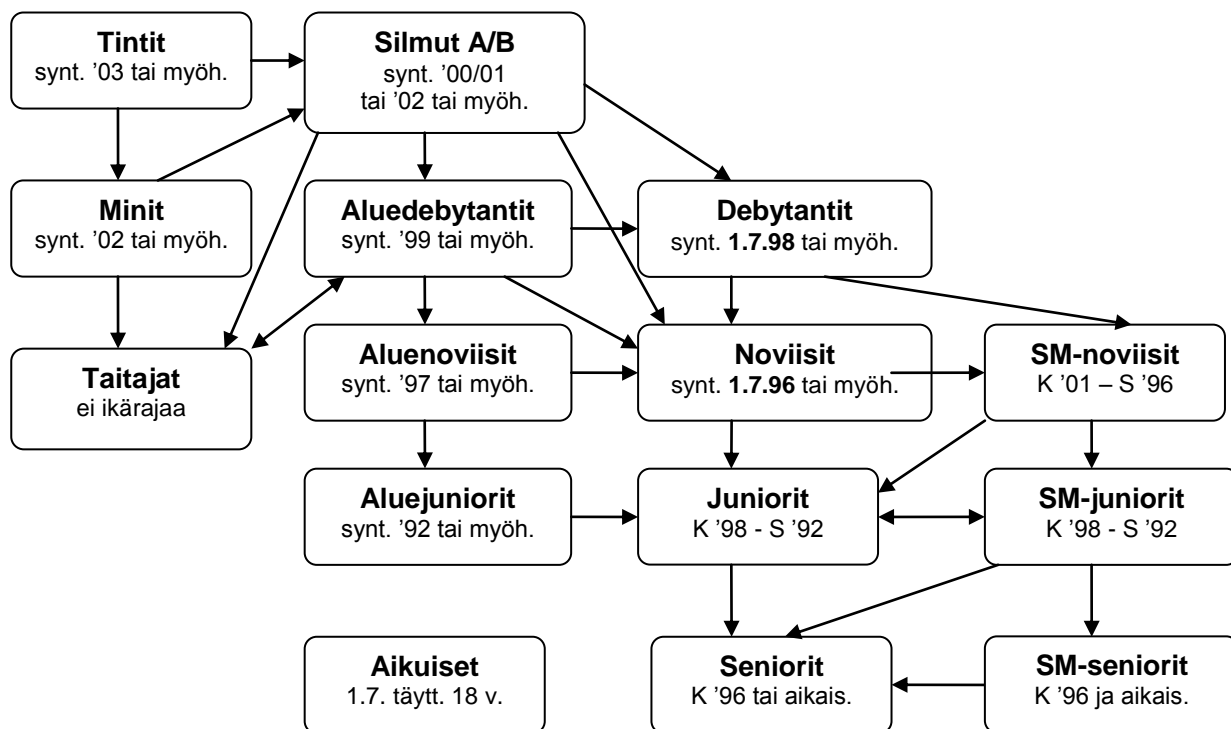 Tintit
synt. ’03 tai myöh.
Silmut A/B
synt. ’00/01
tai ’02 tai myöh.
Minit
synt. ’02 tai myöh.
Aluedebytantit
synt. ’99 tai myöh.
Debytantit
synt. 1.7.98 tai myöh.
Taitajat
ei ikärajaa
Aluenoviisit
synt. ’97 tai myöh.
Noviisit
synt. 1.7.96 tai myöh.
SM-noviisit
K ’01 – S ’96
Aluejuniorit
synt. ’92 tai myöh.
Juniorit
K ’98 - S ’92
SM-juniorit
K ’98 - S ’92
Aikuiset
1.7. täytt. 18 v.
Seniorit
K ’96 tai aikais.
SM-seniorit
K ’96 ja aikais.